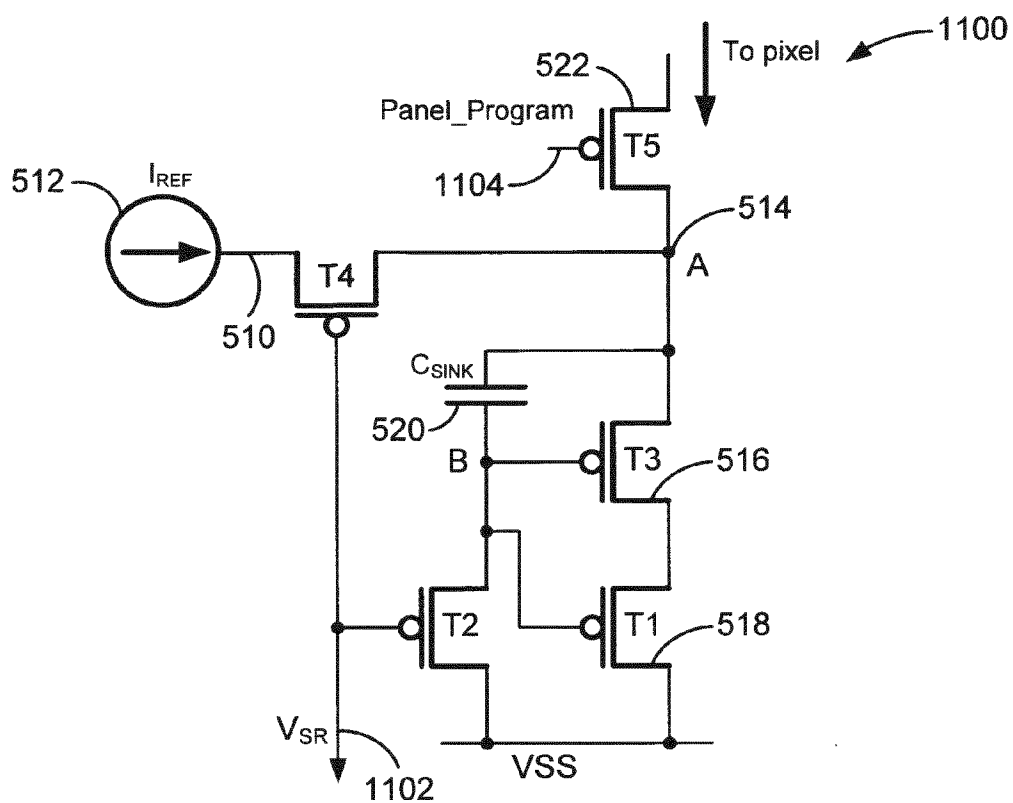 1100
To pixel
522
Panel_Program
T5
1104
512
IREF
514
A
T4
510
CSINK
520
B
T3
516
T2
T1
518
VSR
1102
VSS